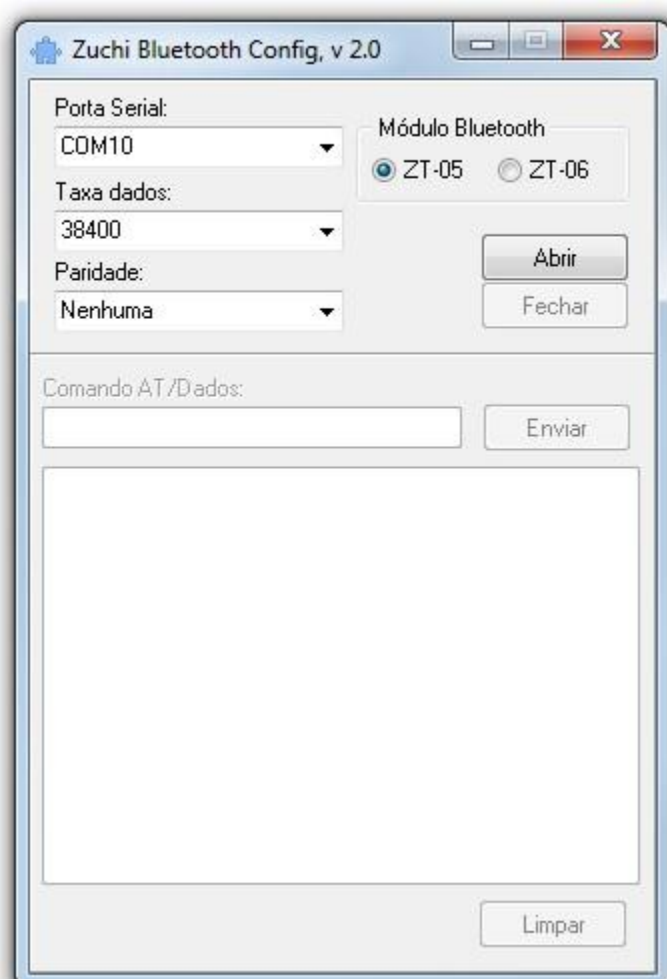 Zuchi Bluetooth Config, v 2.0
Porta Serial:
COM10
Módulo Bluetooth
ZT-05 ZT-06
Taxa dados:
38400
Abrir
Paridade:
Nenhuma
Fechar
Comando AT/Dados:
Enviar
Limpar